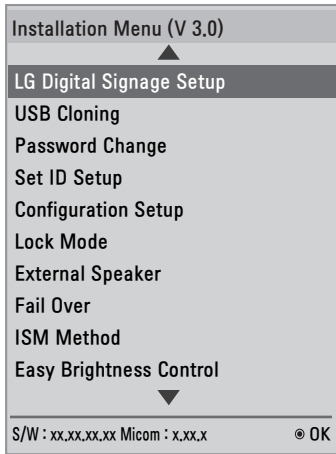 Installation Menu (V 3.0)
LG Digital Signage Setup
USB Cloning
Password Change
Set ID Setup
Configuration Setup
Lock Mode
External Speaker
Fail Over
ISM Method
Easy Brightness Control
S/W : xx.xx.xx.xx Micom : x.xx.x ◉ OK